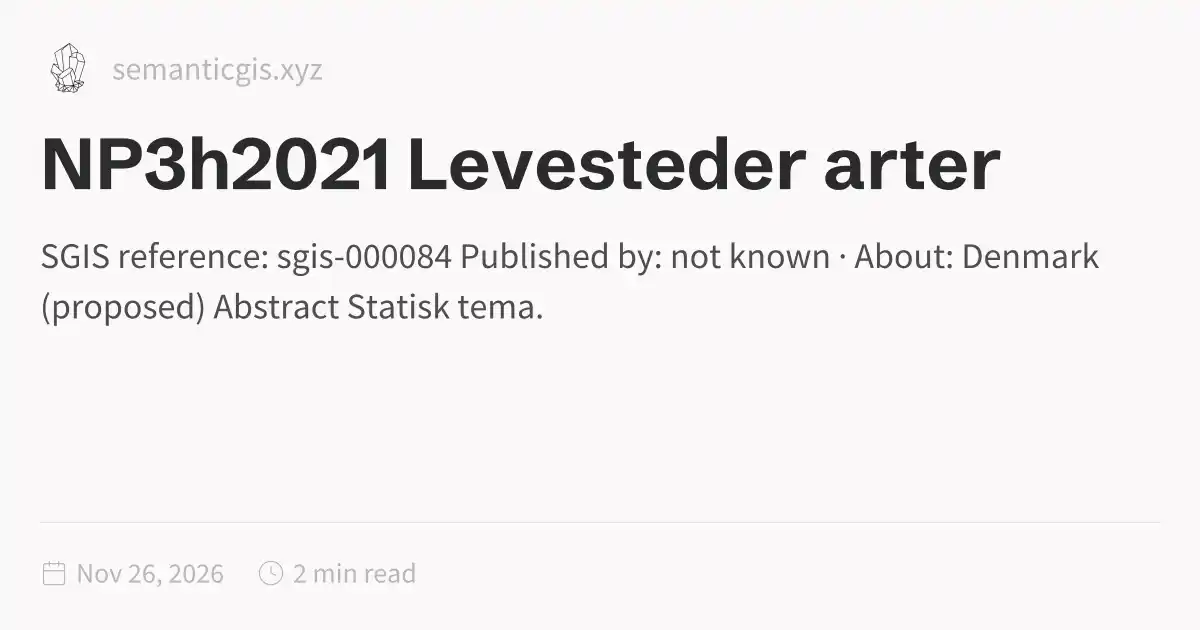 semanticgis.xyz
NP3h2021 Levesteder arter
SGIS reference: sgis-000084 Published by: not known · About: Denmark
(proposed) Abstract Statisk tema.
Nov 26, 2026 2 min read